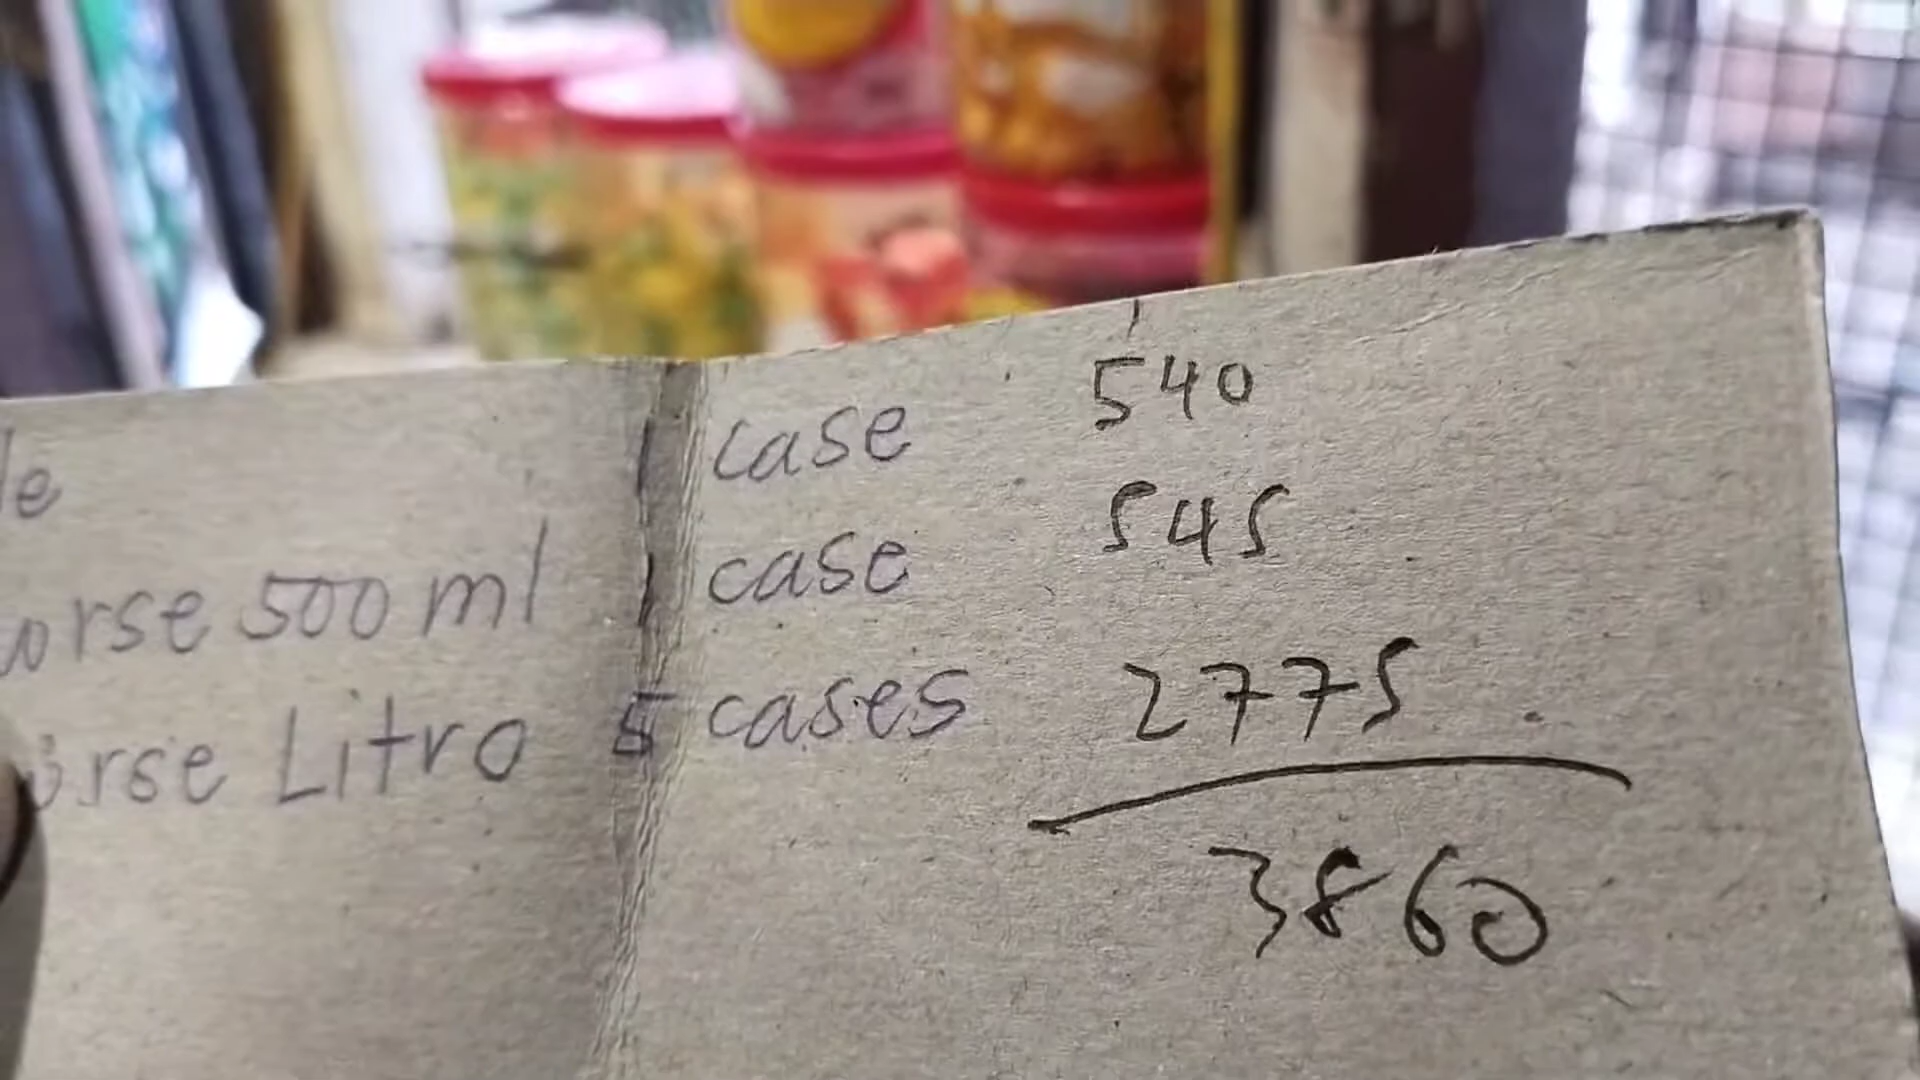 le 1 case 540
orse 500 ml 1 case 545
orse Litro 5 cases 2775
3860